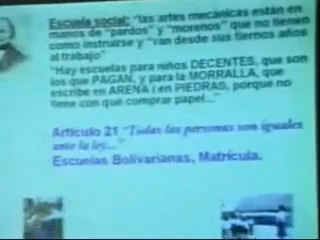 Escuela social: "las artes mecánicas están en
manos de "pardos" y "morenos" que no tienen
como instruirse y "van desde sus tiernos años
al trabajo"
"Hay escuelas para niños DECENTES, que son
los que PAGAN, y para la MORRALLA, que
escribe en ARENA i en PIEDRAS, porque no
tiene con qué comprar papel..."
Artículo 21 "Todas las personas son iguales
ante la ley..."
Escuelas Bolivarianas, Matrícula.